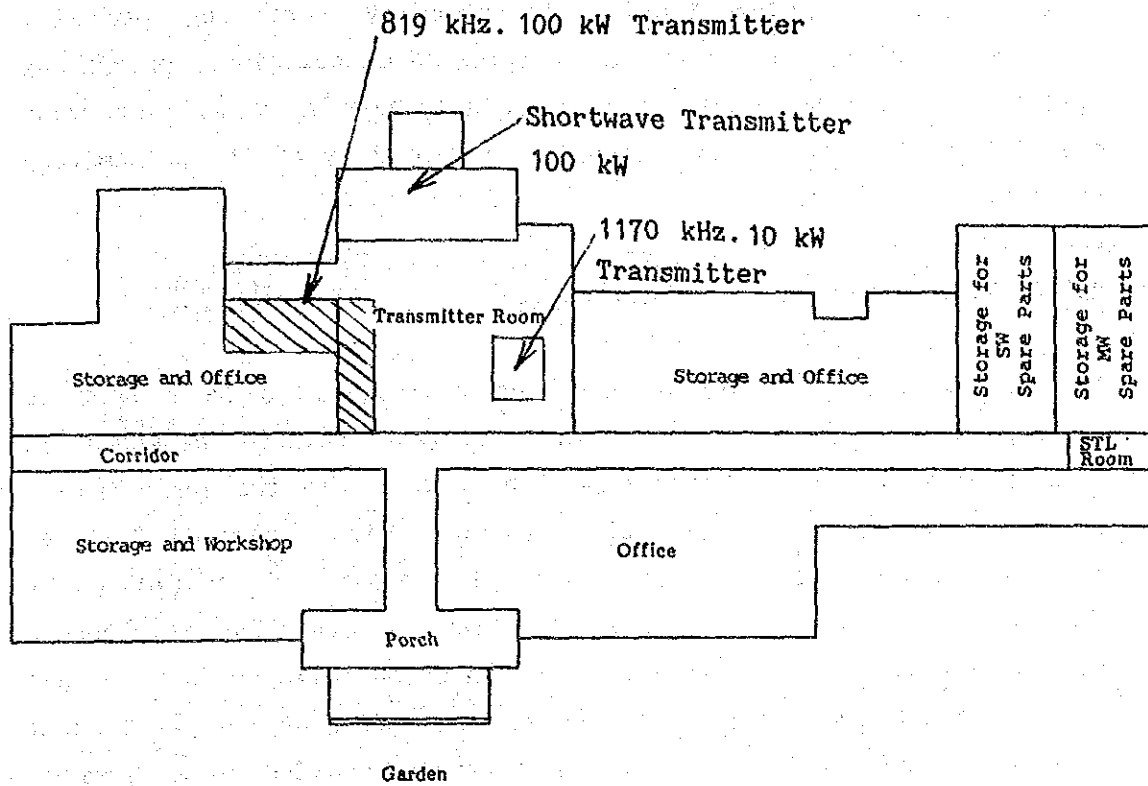 819 kHz. 100 kW Transmitter
Shortwave Transmitter
100 kW
1170 kHz. 10 kW
Transmitter
Transmitter Room
Storage and Office
Storage and Office
Storage for
SW
Spare Parts
Storage for
MW
Spare Parts
Corridor
STL
Room
Storage and Workshop
Office
Porch
Garden